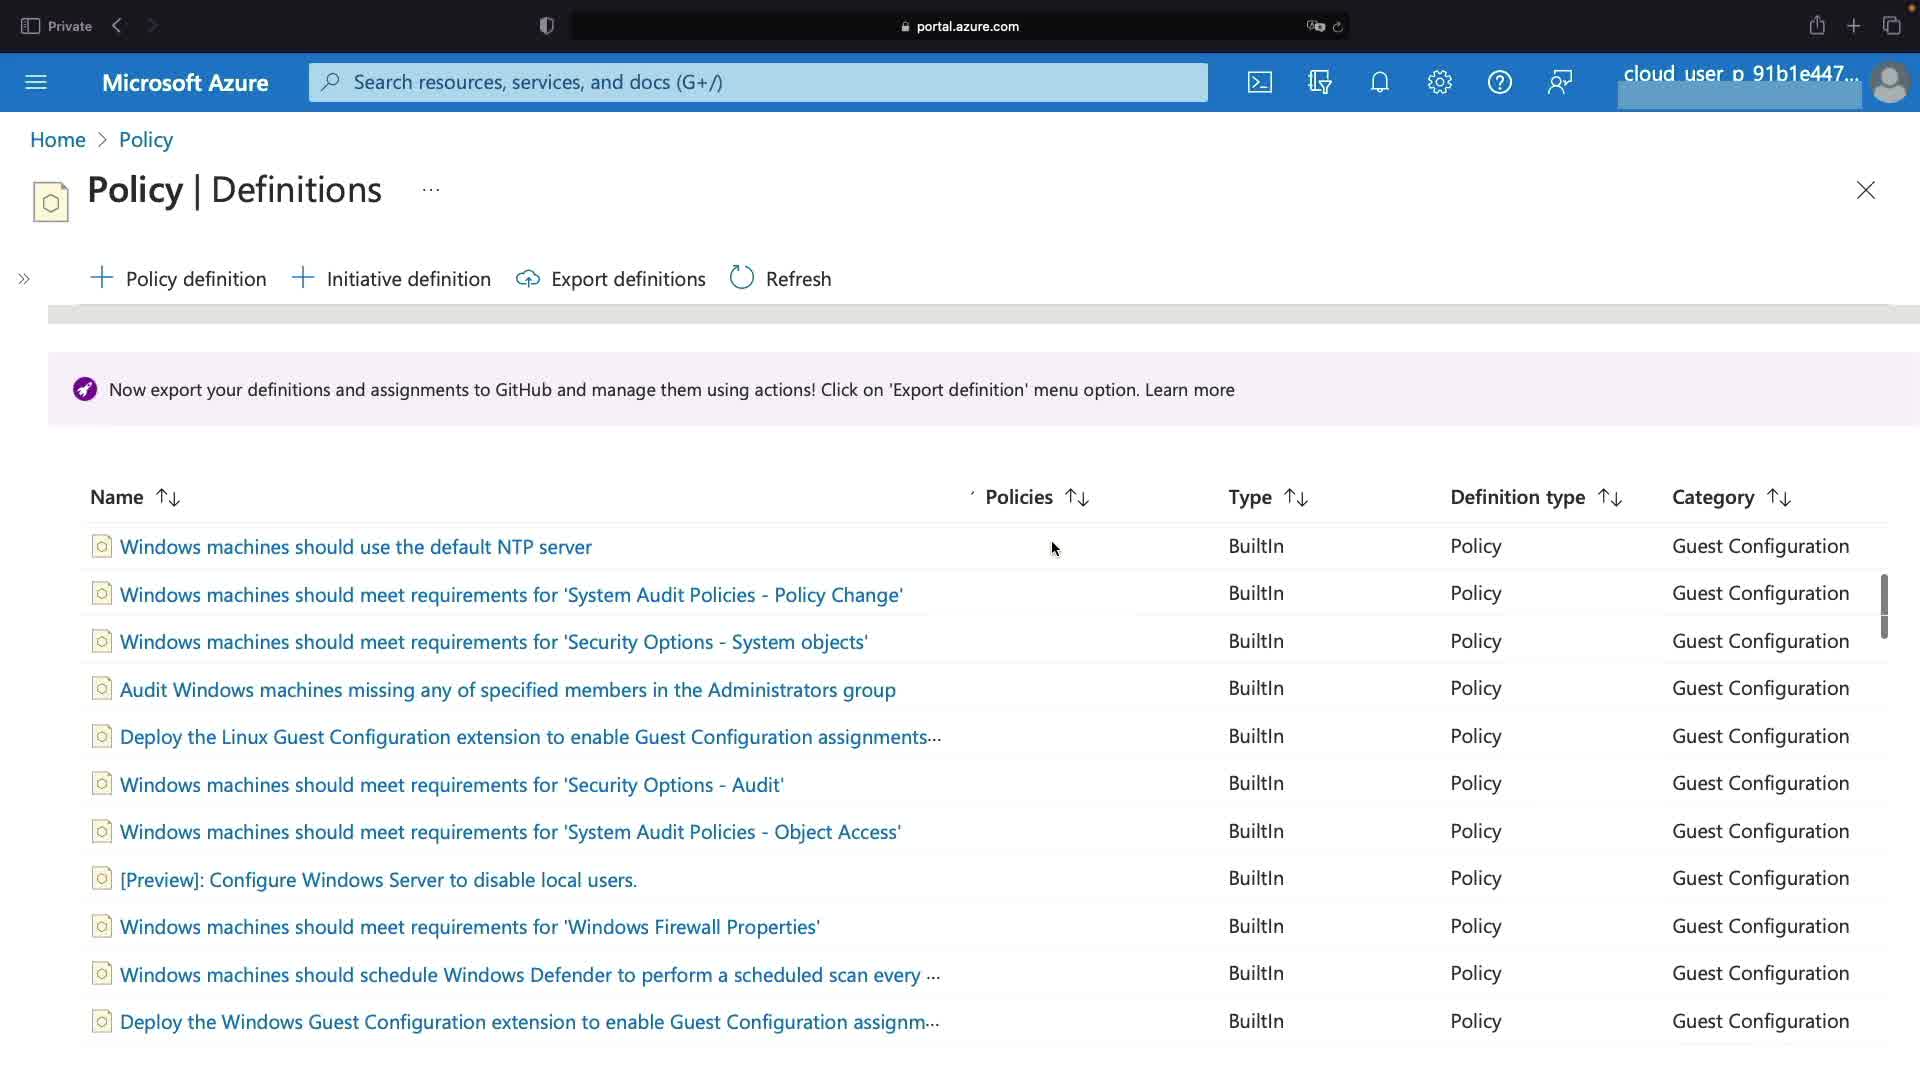 Private
portal.azure.com
Microsoft Azure
Search resources, services, and docs (G+/)
cloud_user_p_91b1e447...
Home > Policy
Policy | Definitions ...
Policy definition
Initiative definition
Export definitions
Refresh
Now export your definitions and assignments to GitHub and manage them using actions! Click on 'Export definition' menu option. Learn more
Name Policies Type Definition type Category
Windows machines should use the default NTP server BuiltIn Policy Guest Configuration
Windows machines should meet requirements for 'System Audit Policies - Policy Change' BuiltIn Policy Guest Configuration
Windows machines should meet requirements for 'Security Options - System objects' BuiltIn Policy Guest Configuration
Audit Windows machines missing any of specified members in the Administrators group BuiltIn Policy Guest Configuration
Deploy the Linux Guest Configuration extension to enable Guest Configuration assignments... BuiltIn Policy Guest Configuration
Windows machines should meet requirements for 'Security Options - Audit' BuiltIn Policy Guest Configuration
Windows machines should meet requirements for 'System Audit Policies - Object Access' BuiltIn Policy Guest Configuration
[Preview]: Configure Windows Server to disable local users. BuiltIn Policy Guest Configuration
Windows machines should meet requirements for 'Windows Firewall Properties' BuiltIn Policy Guest Configuration
Windows machines should schedule Windows Defender to perform a scheduled scan every ... BuiltIn Policy Guest Configuration
Deploy the Windows Guest Configuration extension to enable Guest Configuration assignm... BuiltIn Policy Guest Configuration